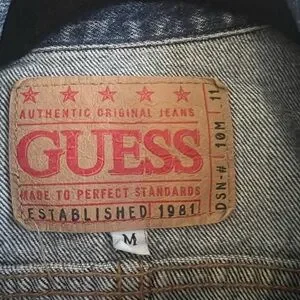 AUTHENTIC ORIGINAL JEANS
GUESS
MADE TO PERFECT STANDARDS
ESTABLISHED 1981
DSN-# 10M 11
M